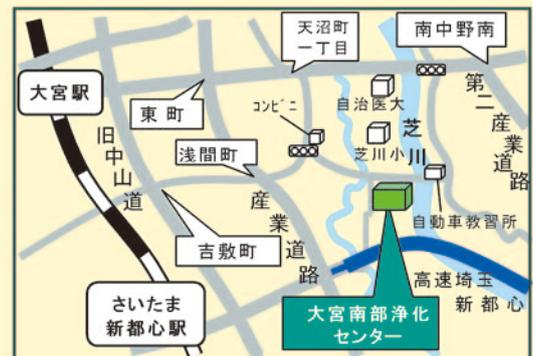 天沼町
一丁目
南中野南
大宮駅
東町
コンビニ
自治医大
第二産業道路
旧中山道
浅間町
芝川小
芝川
産業道路
自動車教習所
吉敷町
高速埼玉
新都心
さいたま
新都心駅
大宮南部浄化
センター